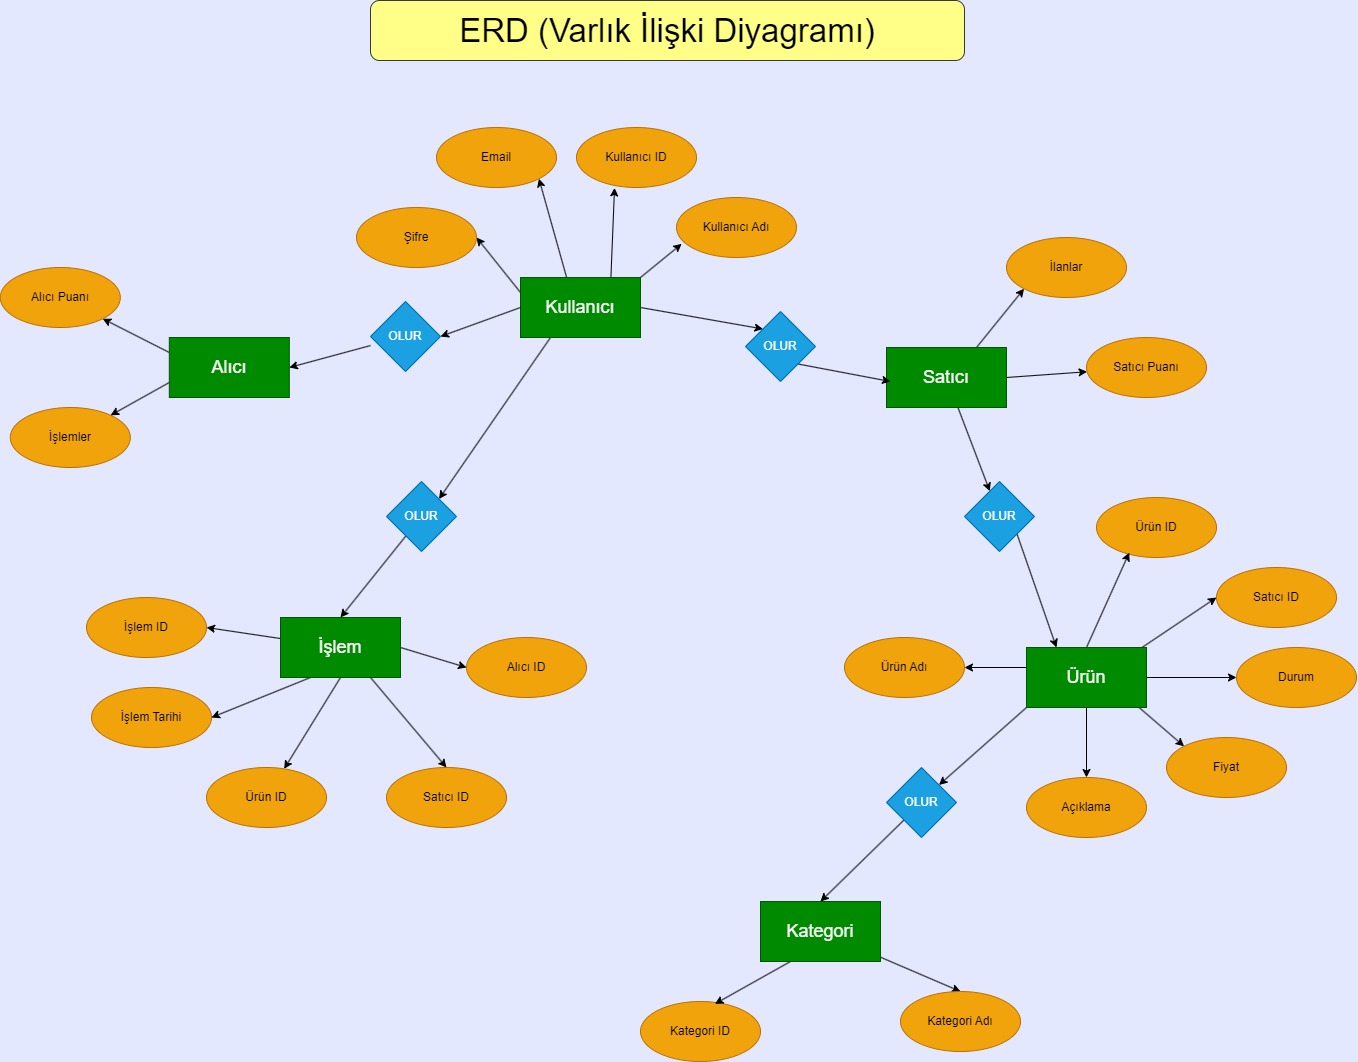 ERD (Varlık İlişki Diyagramı)
Email
Kullanıcı ID
Kullanıcı Adı
Şifre
Kullanıcı
İlanlar
Alıcı Puanı
OLUR
OLUR
Alıcı
Satıcı
Satıcı Puanı
İşlemler
OLUR
OLUR
Ürün ID
Satıcı ID
İşlem ID
İşlem
Alıcı ID
Ürün Adı
Ürün
Durum
İşlem Tarihi
Fiyat
Ürün ID
Satıcı ID
OLUR
Açıklama
Kategori
Kategori ID
Kategori Adı